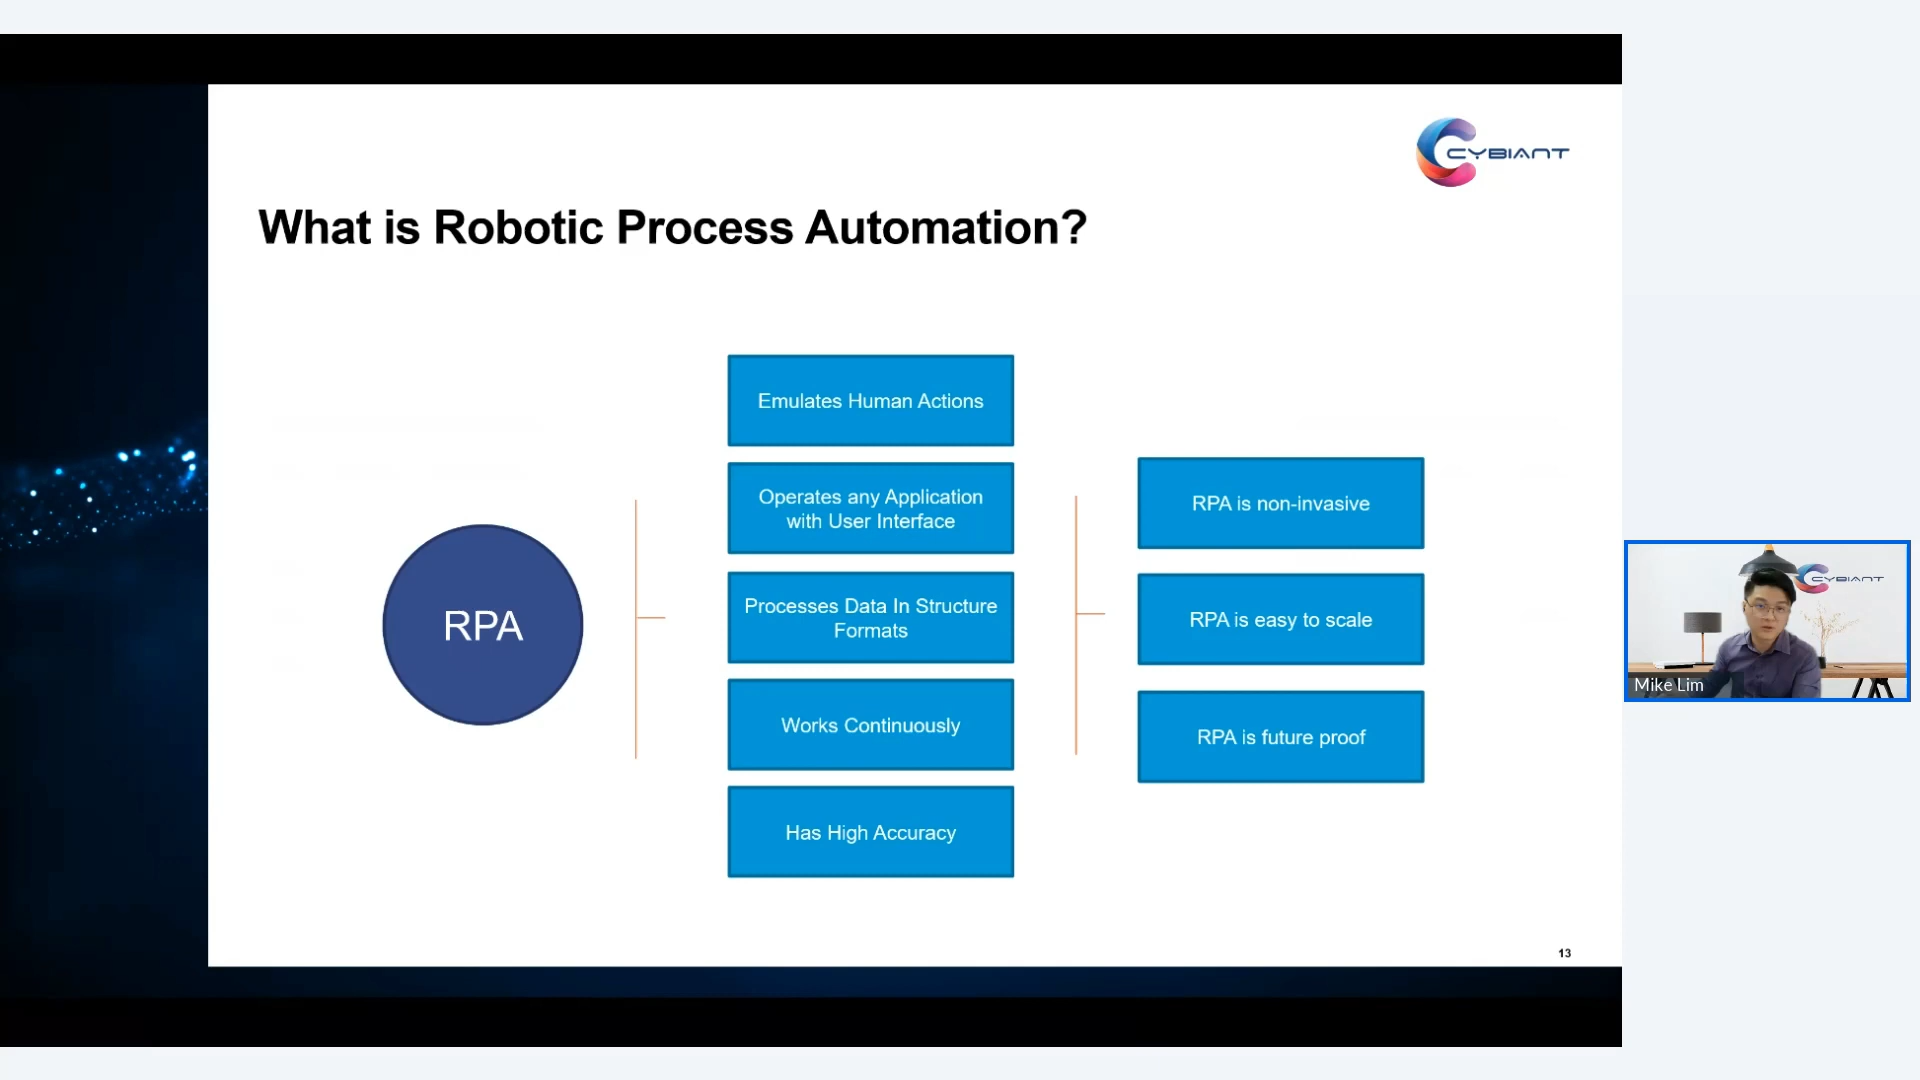 CYBIANT
What is Robotic Process Automation?
RPA
Emulates Human Actions
Operates any Application
with User Interface
Processes Data In Structure
Formats
Works Continuously
Has High Accuracy
RPA is non-invasive
RPA is easy to scale
RPA is future proof
13
CYBIANT
Mike Lim